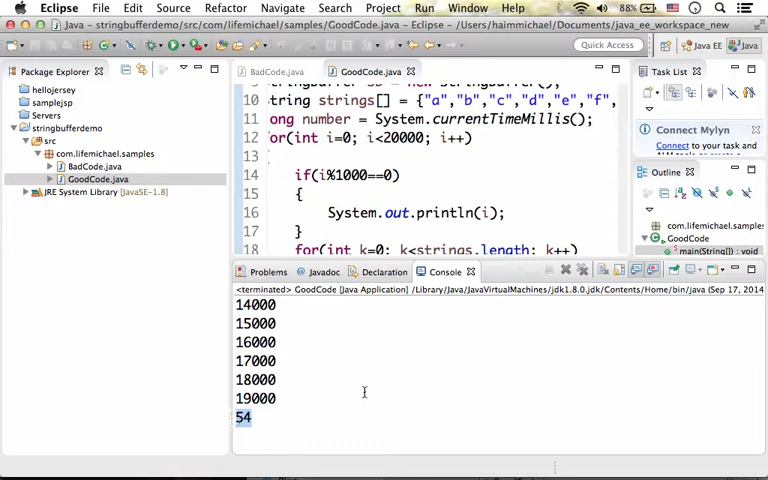 Eclipse File Edit Source Refactor Navigate Search Project Run Window Help 88%
Java – stringbufferdemo/src/com/lifemichael/samples/GoodCode.java – Eclipse – /Users/haimmichael/Documents/java_ee_workspace_new
Quick Access Java EE Java
Package Explorer
hellojersey
samplejsp
Servers
stringbufferdemo
src
com.lifemichael.samples
BadCode.java
GoodCode.java
JRE System Library [JavaSE-1.8]
BadCode.java GoodCode.java
10 tring strings[] = {"a","b","c","d","e","f",
11 ong number = System.currentTimeMillis();
12 or(int i=0; i<20000; i++)
13
14 if(i%1000==0)
15 {
16 System.out.println(i);
17 }
18 for(int k=0; k<strings.length; k++)
Task List
Connect Mylyn
Connect to your task and
Outline
com.lifemichael.samples
GoodCode
main(String[]) : void
Problems Javadoc Declaration Console
<terminated> GoodCode [Java Application] /Library/Java/JavaVirtualMachines/jdk1.8.0.jdk/Contents/Home/bin/java (Sep 17, 2014
14000
15000
16000
17000
18000
19000
54